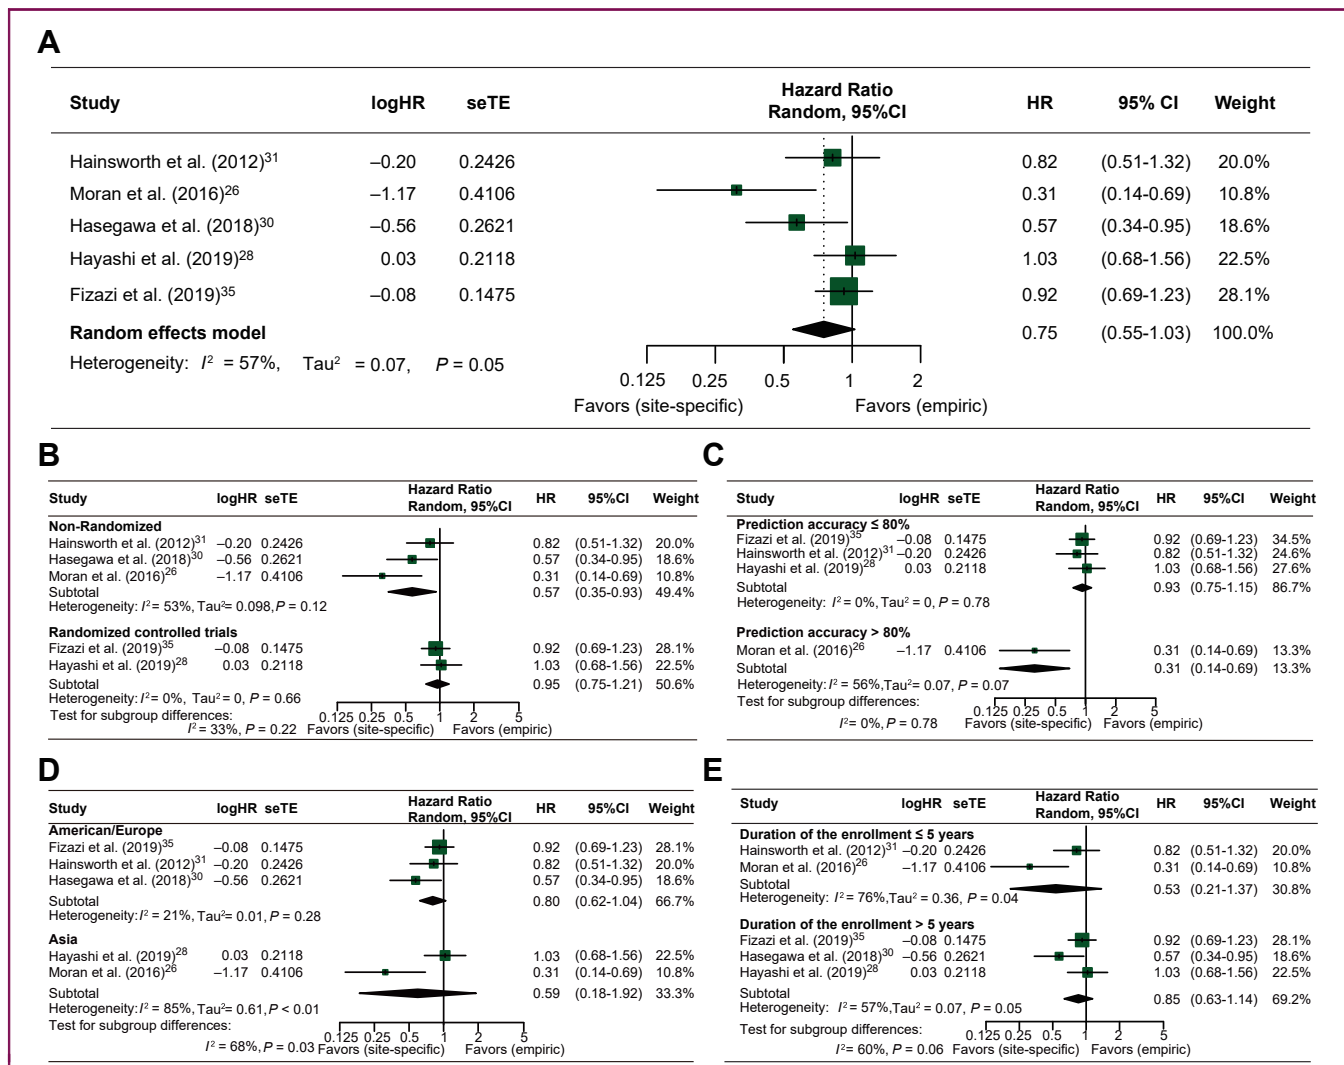 A
Study logHR seTE Hazard Ratio Random, 95%CI HR 95% CI Weight
Hainsworth et al. (2012)31 –0.20 0.2426 0.82 (0.51-1.32) 20.0%
Moran et al. (2016)26 –1.17 0.4106 0.31 (0.14-0.69) 10.8%
Hasegawa et al. (2018)30 –0.56 0.2621 0.57 (0.34-0.95) 18.6%
Hayashi et al. (2019)28 0.03 0.2118 1.03 (0.68-1.56) 22.5%
Fizazi et al. (2019)35 –0.08 0.1475 0.92 (0.69-1.23) 28.1%
Random effects model 0.75 (0.55-1.03) 100.0%
Heterogeneity: I2 = 57%, Tau2 = 0.07, P = 0.05
0.125 0.25 0.5 1 2
Favors (site-specific) Favors (empiric)
B
Study logHR seTE Hazard Ratio Random, 95%CI HR 95%CI Weight
Non-Randomized
Hainsworth et al. (2012)31 –0.20 0.2426 0.82 (0.51-1.32) 20.0%
Hasegawa et al. (2018)30 –0.56 0.2621 0.57 (0.34-0.95) 18.6%
Moran et al. (2016)26 –1.17 0.4106 0.31 (0.14-0.69) 10.8%
Subtotal 0.57 (0.35-0.93) 49.4%
Heterogeneity: I2= 53%, Tau2= 0.098, P = 0.12
Randomized controlled trials
Fizazi et al. (2019)35 –0.08 0.1475 0.92 (0.69-1.23) 28.1%
Hayashi et al. (2019)28 0.03 0.2118 1.03 (0.68-1.56) 22.5%
Subtotal 0.95 (0.75-1.21) 50.6%
Heterogeneity: I2= 0%, Tau2= 0, P = 0.66
Test for subgroup differences:
0.125 0.25 0.5 1 2 5
I2 = 33%, P = 0.22 Favors (site-specific) Favors (empiric)
C
Study logHR seTE Hazard Ratio Random, 95%CI HR 95%CI Weight
Prediction accuracy ≤ 80%
Fizazi et al. (2019)35 –0.08 0.1475 0.92 (0.69-1.23) 34.5%
Hainsworth et al. (2012)31 –0.20 0.2426 0.82 (0.51-1.32) 24.6%
Hayashi et al. (2019)28 0.03 0.2118 1.03 (0.68-1.56) 27.6%
Subtotal 0.93 (0.75-1.15) 86.7%
Heterogeneity: I2 = 0%, Tau2 = 0, P = 0.78
Prediction accuracy > 80%
Moran et al. (2016)26 –1.17 0.4106 0.31 (0.14-0.69) 13.3%
Subtotal 0.31 (0.14-0.69) 13.3%
Heterogeneity: I2 = 56%, Tau2= 0.07, P = 0.07
Test for subgroup differences:
0.125 0.25 0.5 1 2 5
I2= 0%, P = 0.78 Favors (site-specific) Favors (empiric)
D
Study logHR seTE Hazard Ratio Random, 95%CI HR 95%CI Weight
American/Europe
Fizazi et al. (2019)35 –0.08 0.1475 0.92 (0.69-1.23) 28.1%
Hainsworth et al. (2012)31 –0.20 0.2426 0.82 (0.51-1.32) 20.0%
Hasegawa et al. (2018)30 –0.56 0.2621 0.57 (0.34-0.95) 18.6%
Subtotal 0.80 (0.62-1.04) 66.7%
Heterogeneity: I2 = 21%, Tau2= 0.01, P = 0.28
Asia
Hayashi et al. (2019)28 0.03 0.2118 1.03 (0.68-1.56) 22.5%
Moran et al. (2016)26 –1.17 0.4106 0.31 (0.14-0.69) 10.8%
Subtotal 0.59 (0.18-1.92) 33.3%
Heterogeneity: I2 = 85%, Tau2= 0.61, P < 0.01
Test for subgroup differences:
0.125 0.25 0.5 1 2 5
I2 = 68%, P = 0.03 Favors (site-specific) Favors (empiric)
E
Study logHR seTE Hazard Ratio Random, 95%CI HR 95%CI Weight
Duration of the enrollment ≤ 5 years
Hainsworth et al. (2012)31 –0.20 0.2426 0.82 (0.51-1.32) 20.0%
Moran et al. (2016)26 –1.17 0.4106 0.31 (0.14-0.69) 10.8%
Subtotal 0.53 (0.21-1.37) 30.8%
Heterogeneity: I2 = 76%, Tau2 = 0.36, P = 0.04
Duration of the enrollment > 5 years
Fizazi et al. (2019)35 –0.08 0.1475 0.92 (0.69-1.23) 28.1%
Hasegawa et al. (2018)30 –0.56 0.2621 0.57 (0.34-0.95) 18.6%
Hayashi et al. (2019)28 0.03 0.2118 1.03 (0.68-1.56) 22.5%
Subtotal 0.85 (0.63-1.14) 69.2%
Heterogeneity: I2 = 57%, Tau2 = 0.07, P = 0.05
Test for subgroup differences:
0.125 0.25 0.5 1 2 5
I2= 60%, P = 0.06 Favors (site-specific) Favors (empiric)